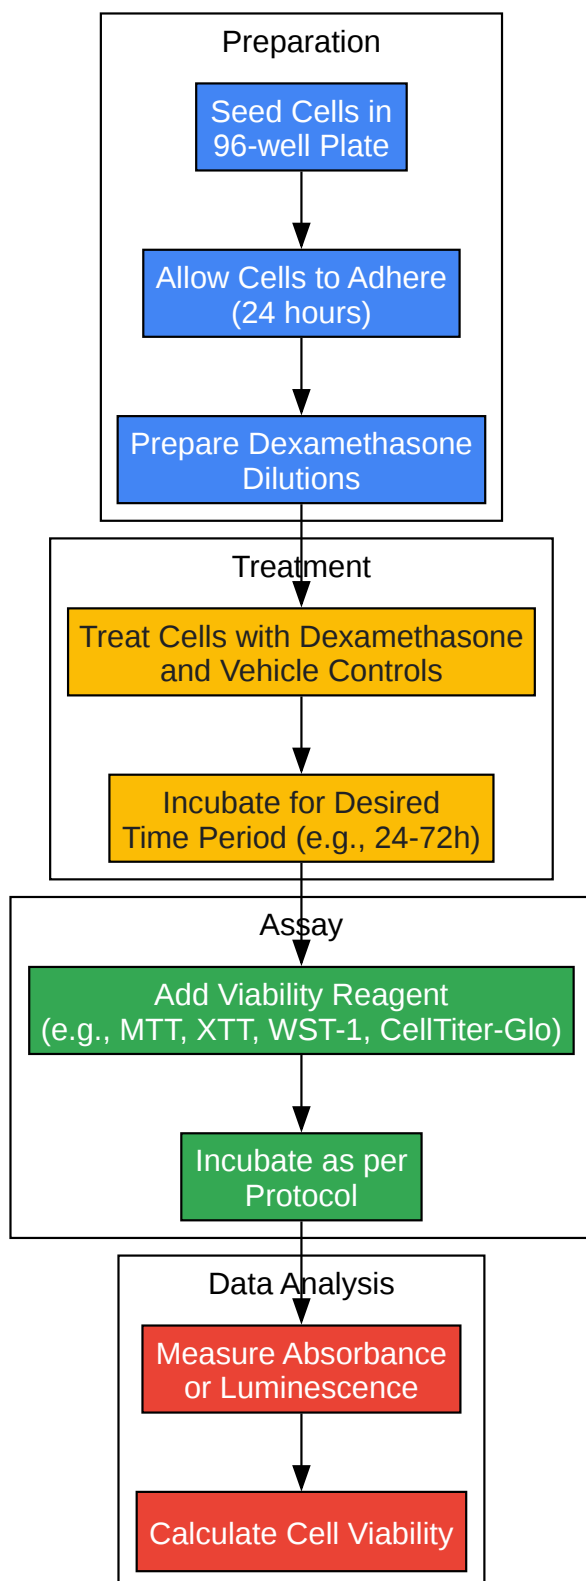 Preparation
Seed Cells in
96-well Plate
Allow Cells to Adhere
(24 hours)
Prepare Dexamethasone
Dilutions
Treatment
Treat Cells with Dexamethasone
and Vehicle Controls
Incubate for Desired
Time Period (e.g., 24-72h)
Assay
Add Viability Reagent
(e.g., MTT, XTT, WST-1, CellTiter-Glo)
Incubate as per
Protocol
Data Analysis
Measure Absorbance
or Luminescence
Calculate Cell Viability